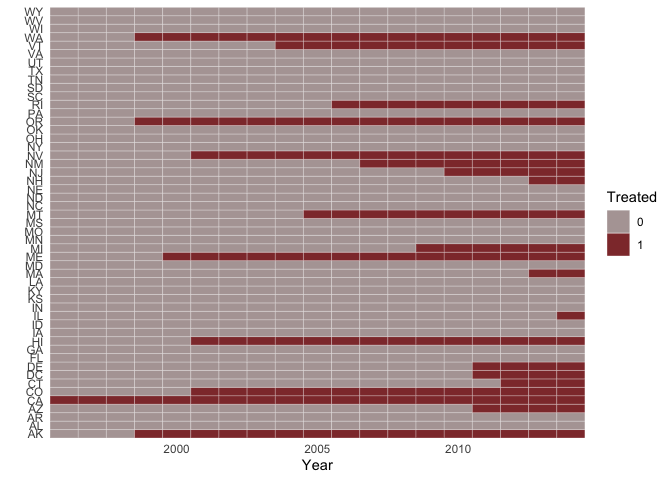 WY
WV
WI
WA
VT
VA
UT
TX
TN
SD
SC
RI
PA
OR
OK
OH
NY
NV
NM
NJ
NH
NE
ND
NC
MT
MS
MO
MN
MI
ME
MD
MA
LA
KY
KS
IN
IL
ID
IA
HI
GA
FL
DE
DC
CT
CO
CA
AZ
AR
AL
AK
2000 2005 2010
Year
Treated
0
1